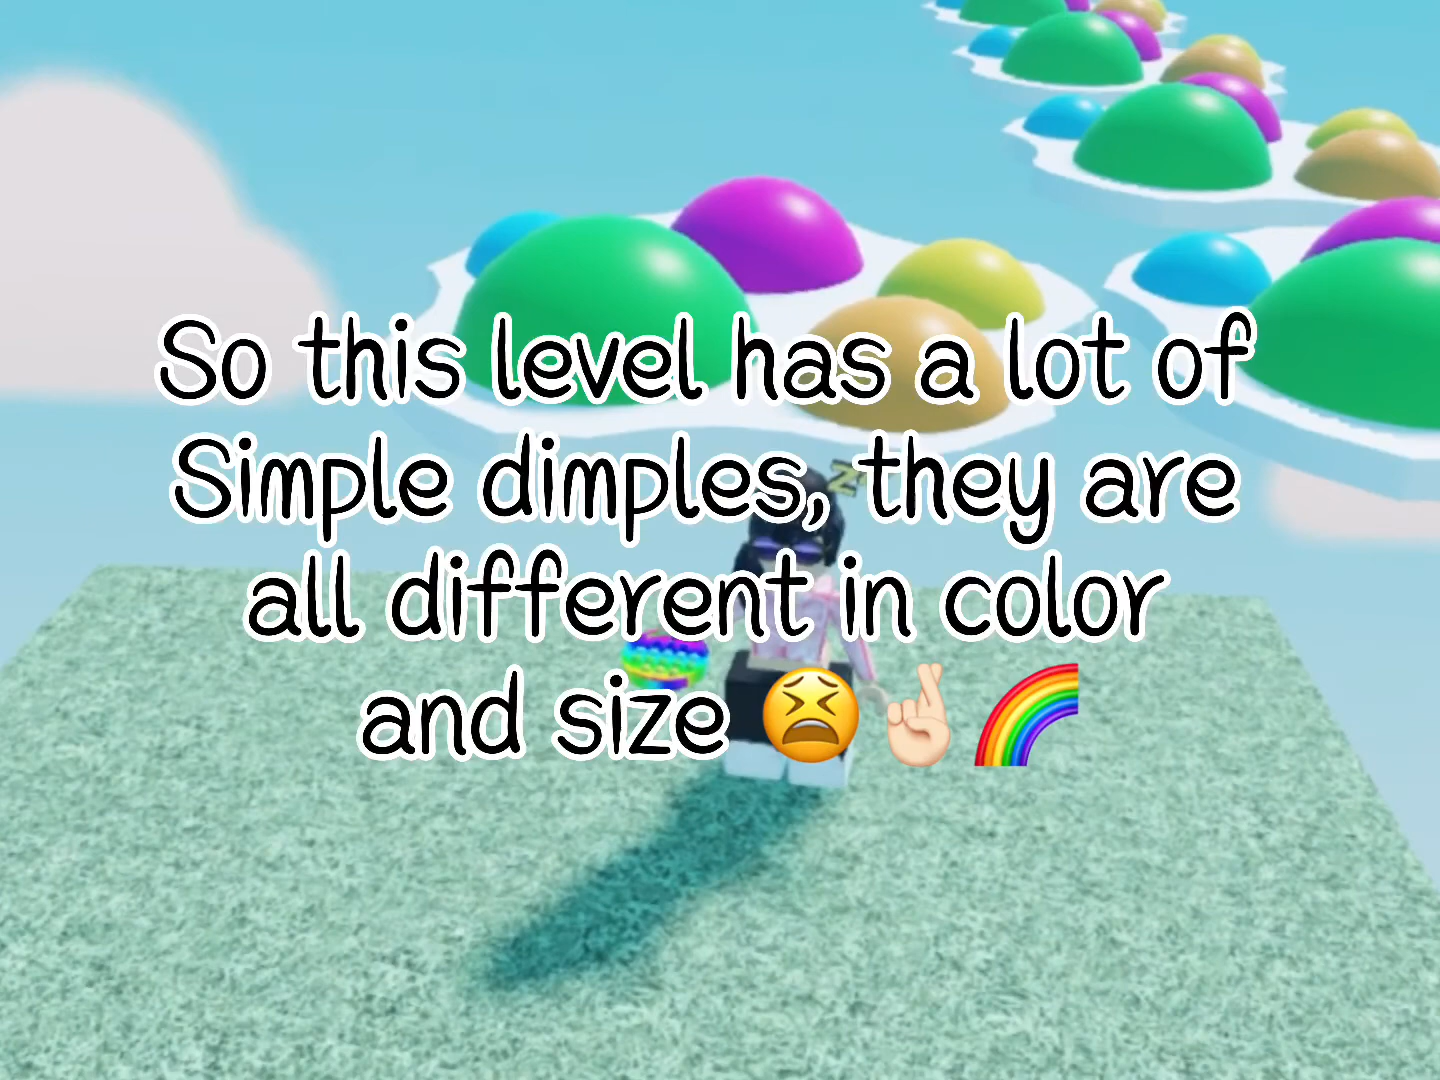 So this level has a lot of
Simple dimples, they are
all different in color
and size 😫🤞🏻🌈